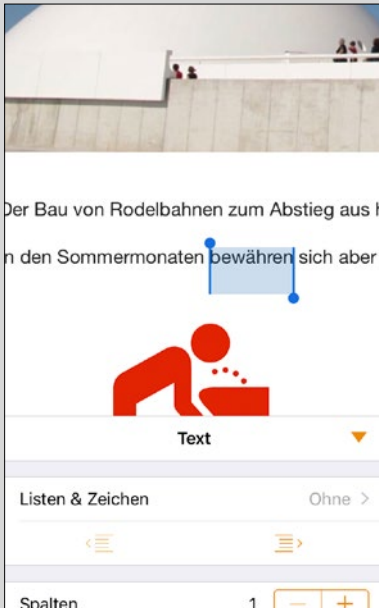 Der Bau von Rodelbahnen zum Abstieg aus
n den Sommermonaten bewähren sich aber
Text
Listen & Zeichen Ohne >
Spalten 1 − +